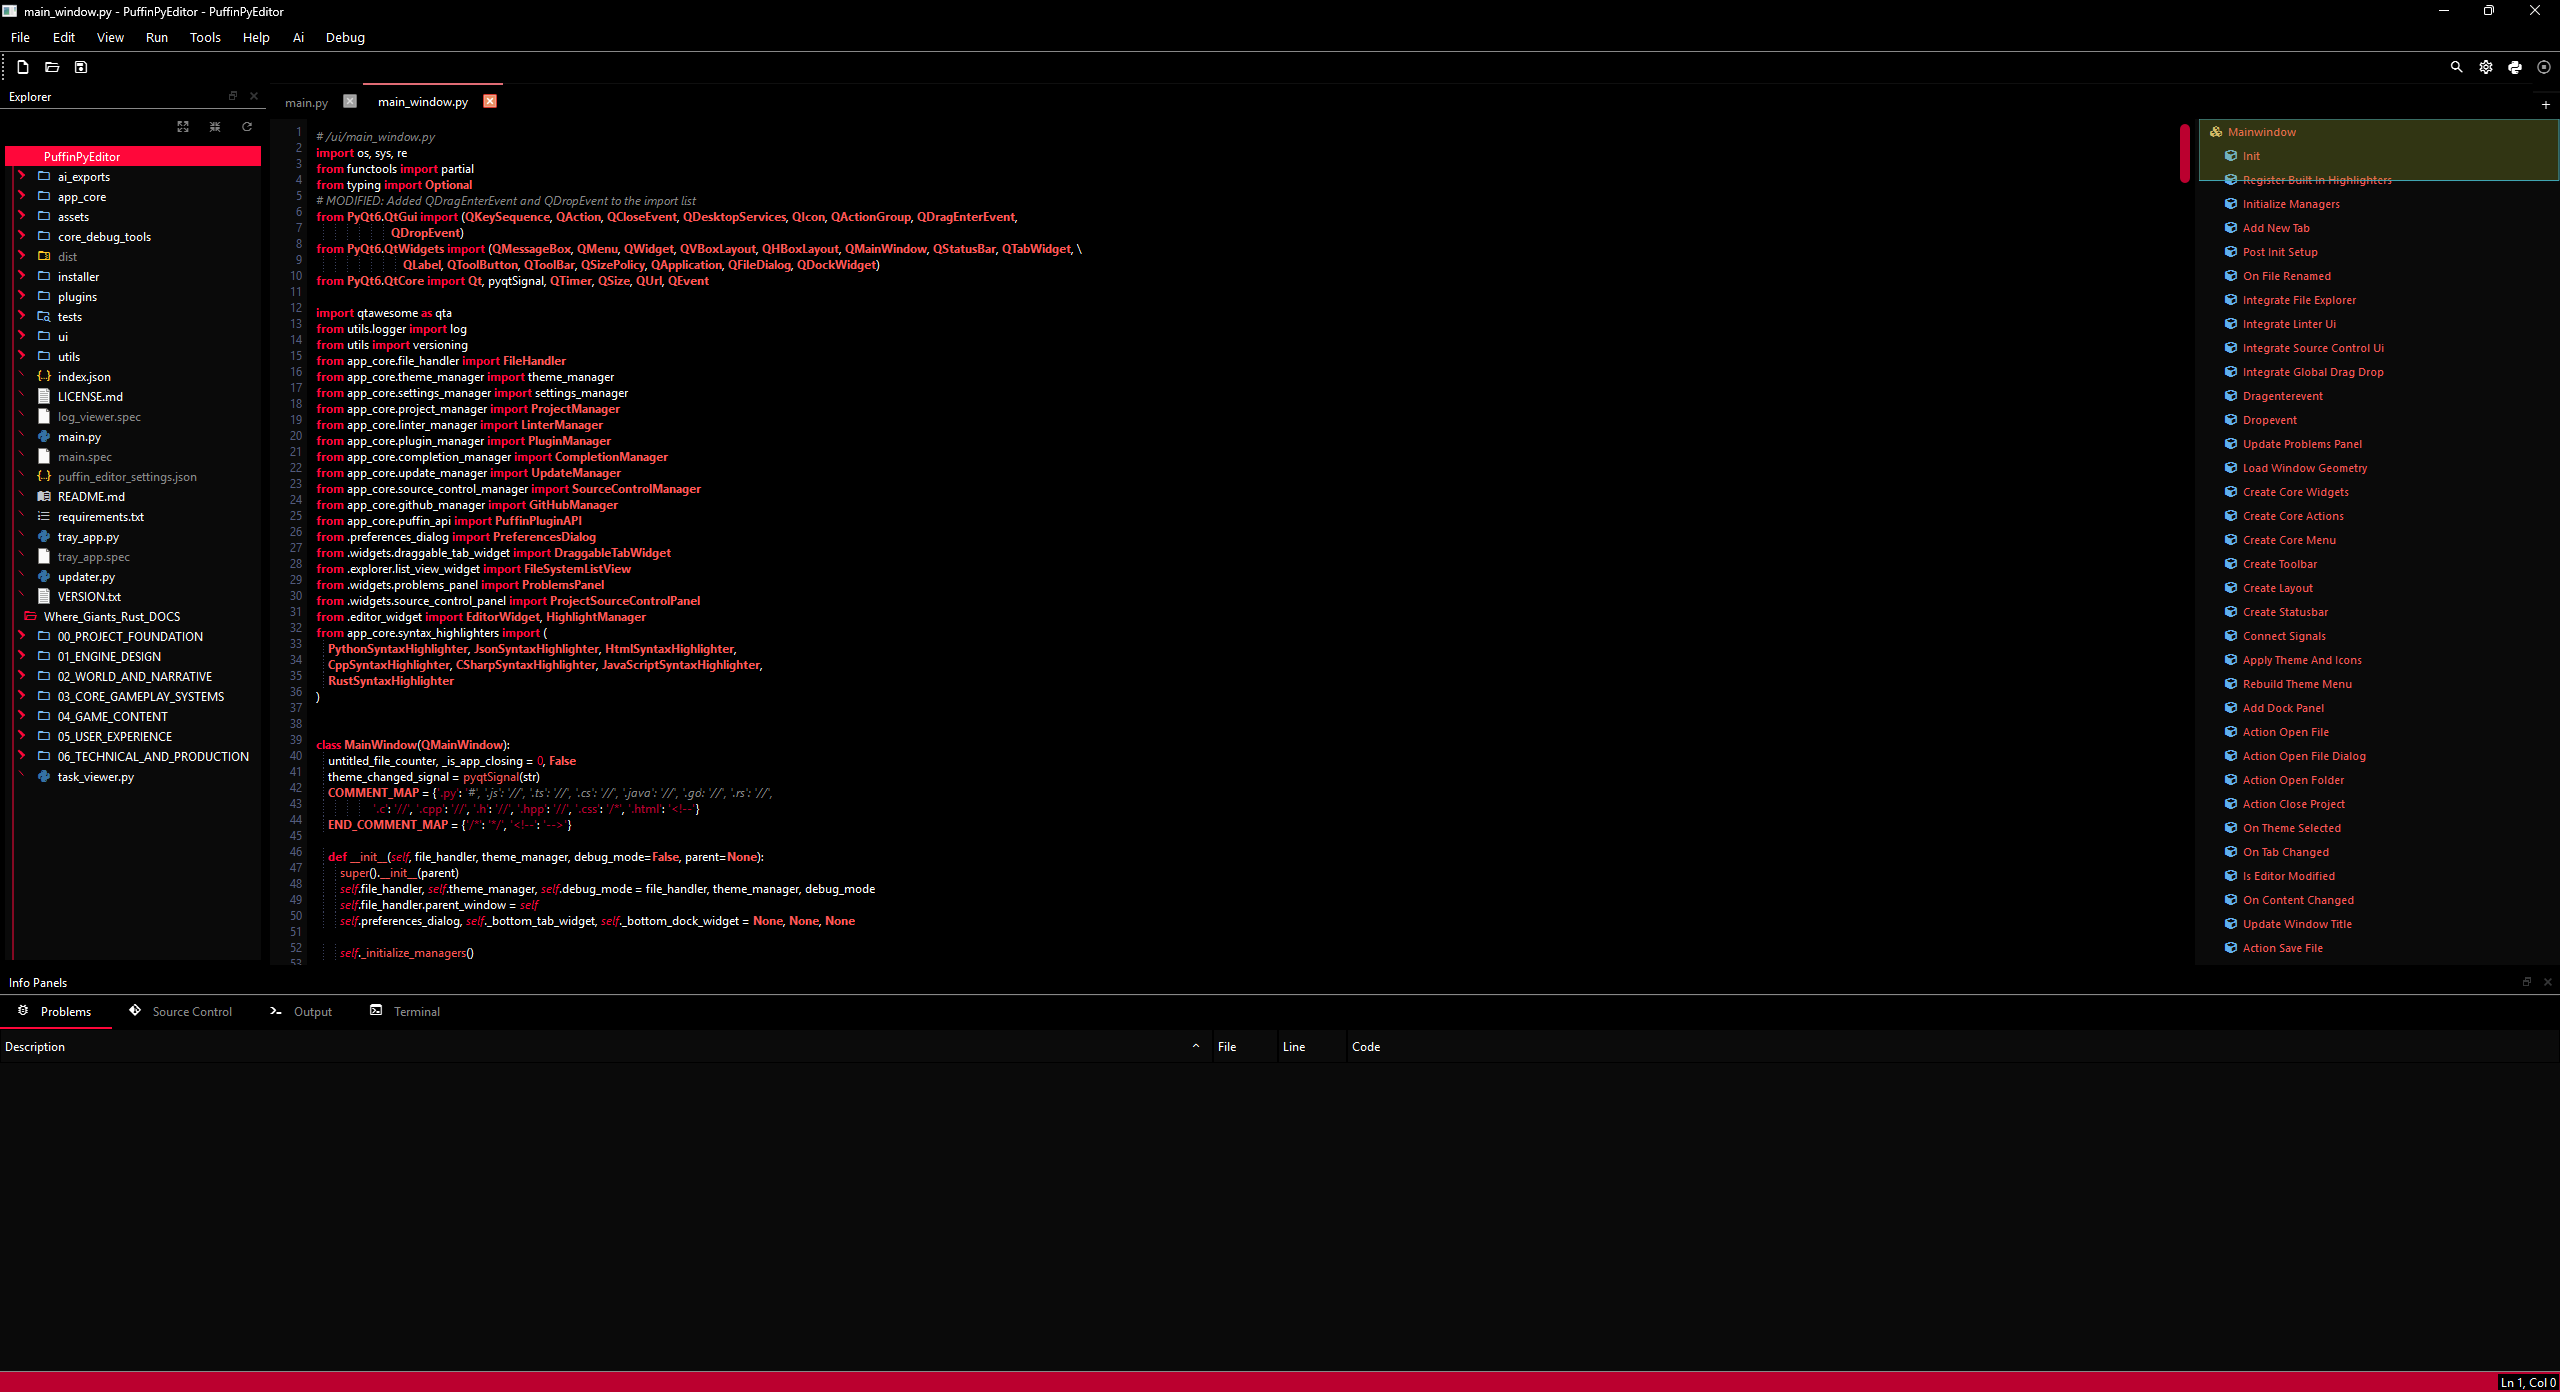 main_window.py - PuffinPyEditor - PuffinPyEditor
File Edit View Run Tools Help Ai Debug
Explorer
PuffinPyEditor
ai_exports
app_core
assets
core_debug_tools
dist
installer
plugins
tests
ui
utils
index.json
LICENSE.md
log_viewer.spec
main.py
main.spec
puffin_editor_settings.json
README.md
requirements.txt
tray_app.py
tray_app.spec
updater.py
VERSION.txt
Where_Giants_Rust_DOCS
00_PROJECT_FOUNDATION
01_ENGINE_DESIGN
02_WORLD_AND_NARRATIVE
03_CORE_GAMEPLAY_SYSTEMS
04_GAME_CONTENT
05_USER_EXPERIENCE
06_TECHNICAL_AND_PRODUCTION
task_viewer.py
main.py main_window.py
1 # /ui/main_window.py
2 import os, sys, re
3 from functools import partial
4 from typing import Optional
5 # MODIFIED: Added QDragEnterEvent and QDropEvent to the import list
6 from PyQt6.QtGui import (QKeySequence, QAction, QCloseEvent, QDesktopServices, QIcon, QActionGroup, QDragEnterEvent,
7 QDropEvent)
8 from PyQt6.QtWidgets import (QMessageBox, QMenu, QWidget, QVBoxLayout, QHBoxLayout, QMainWindow, QStatusBar, QTabWidget, \
9 QLabel, QToolButton, QToolBar, QSizePolicy, QApplication, QFileDialog, QDockWidget)
10 from PyQt6.QtCore import Qt, pyqtSignal, QTimer, QSize, QUrl, QEvent
11
12 import qtawesome as qta
13 from utils.logger import log
14 from utils import versioning
15 from app_core.file_handler import FileHandler
16 from app_core.theme_manager import theme_manager
17 from app_core.settings_manager import settings_manager
18 from app_core.project_manager import ProjectManager
19 from app_core.linter_manager import LinterManager
20 from app_core.plugin_manager import PluginManager
21 from app_core.completion_manager import CompletionManager
22 from app_core.update_manager import UpdateManager
23 from app_core.source_control_manager import SourceControlManager
24 from app_core.github_manager import GitHubManager
25 from app_core.puffin_api import PuffinPluginAPI
26 from .preferences_dialog import PreferencesDialog
27 from .widgets.draggable_tab_widget import DraggableTabWidget
28 from .explorer.list_view_widget import FileSystemListView
29 from .widgets.problems_panel import ProblemsPanel
30 from .widgets.source_control_panel import ProjectSourceControlPanel
31 from .editor_widget import EditorWidget, HighlightManager
32 from app_core.syntax_highlighters import (
33 PythonSyntaxHighlighter, JsonSyntaxHighlighter, HtmlSyntaxHighlighter,
34 CppSyntaxHighlighter, CSharpSyntaxHighlighter, JavaScriptSyntaxHighlighter,
35 RustSyntaxHighlighter
36 )
37
38
39 class MainWindow(QMainWindow):
40 untitled_file_counter, _is_app_closing = 0, False
41 theme_changed_signal = pyqtSignal(str)
42 COMMENT_MAP = {'.py': '#', '.js': '//', '.ts': '//', '.cs': '//', '.java': '//', '.go: '//', '.rs': '//',
43 '.c': '//', '.cpp': '//', '.h': '//', '.hpp': '//', '.css': '/*', '.html': '<!--'}
44 END_COMMENT_MAP = {'/*': '*/', '<!--': '-->'}
45
46 def __init__(self, file_handler, theme_manager, debug_mode=False, parent=None):
47 super().__init__(parent)
48 self.file_handler, self.theme_manager, self.debug_mode = file_handler, theme_manager, debug_mode
49 self.file_handler.parent_window = self
50 self.preferences_dialog, self._bottom_tab_widget, self._bottom_dock_widget = None, None, None
51
52 self._initialize_managers()
53
Mainwindow
Init
Register Built In Highlighters
Initialize Managers
Add New Tab
Post Init Setup
On File Renamed
Integrate File Explorer
Integrate Linter Ui
Integrate Source Control Ui
Integrate Global Drag Drop
Dragenterevent
Dropevent
Update Problems Panel
Load Window Geometry
Create Core Widgets
Create Core Actions
Create Core Menu
Create Toolbar
Create Layout
Create Statusbar
Connect Signals
Apply Theme And Icons
Rebuild Theme Menu
Add Dock Panel
Action Open File
Action Open File Dialog
Action Open Folder
Action Close Project
On Theme Selected
On Tab Changed
Is Editor Modified
On Content Changed
Update Window Title
Action Save File
Info Panels
Problems Source Control Output Terminal
Description File Line Code
Ln 1, Col 0